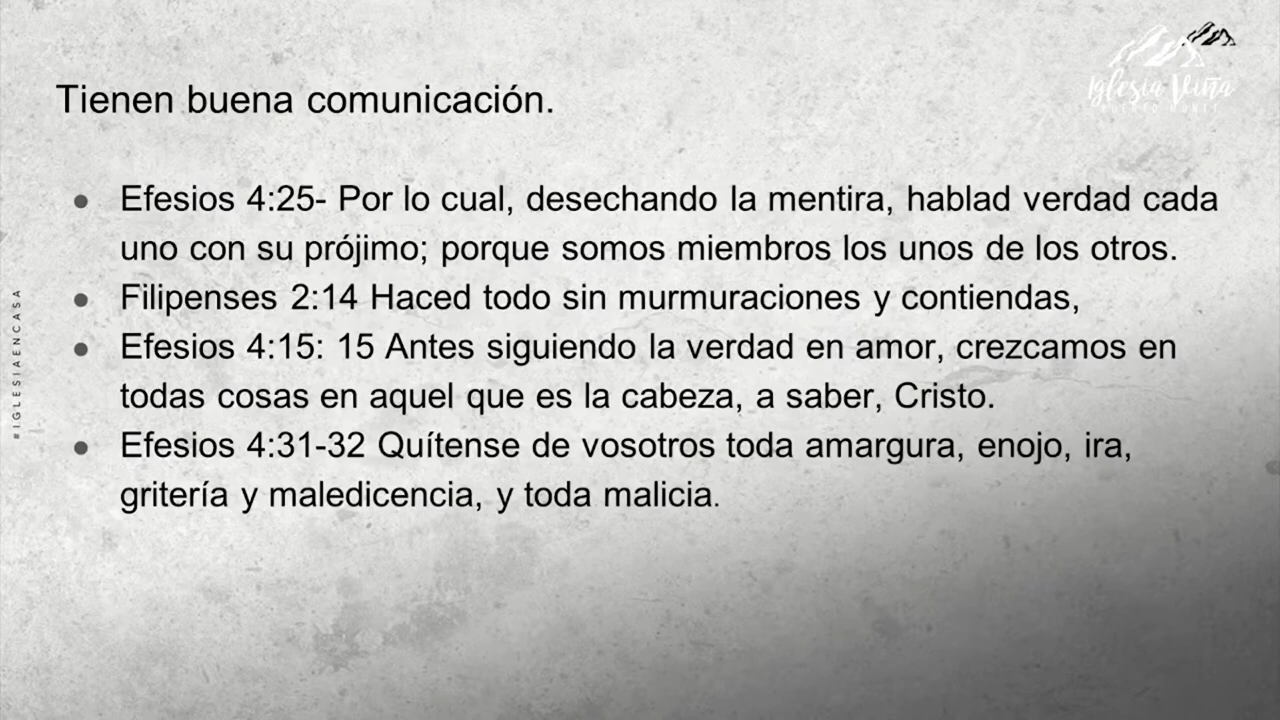 Iglesia Viña
Tienen buena comunicación.
● Efesios 4:25- Por lo cual, desechando la mentira, hablad verdad cada
uno con su prójimo; porque somos miembros los unos de los otros.
● Filipenses 2:14 Haced todo sin murmuraciones y contiendas,
● Efesios 4:15: 15 Antes siguiendo la verdad en amor, crezcamos en
todas cosas en aquel que es la cabeza, a saber, Cristo.
● Efesios 4:31-32 Quítense de vosotros toda amargura, enojo, ira,
gritería y maledicencia, y toda malicia.
#IGLESIAENCASA